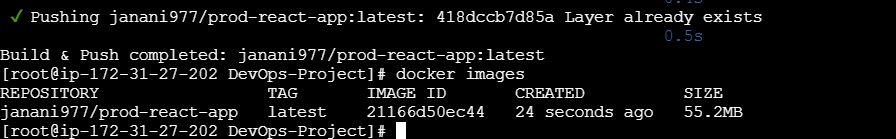 ✓ Pushing janani977/prod-react-app:latest: 418dccb7d85a Layer already exists
0.5s
Build & Push completed: janani977/prod-react-app:latest
[root@ip-172-31-27-202 DevOps-Project]# docker images
REPOSITORY TAG IMAGE ID CREATED SIZE
janani977/prod-react-app latest 21166d50ec44 24 seconds ago 55.2MB
[root@ip-172-31-27-202 DevOps-Project]#